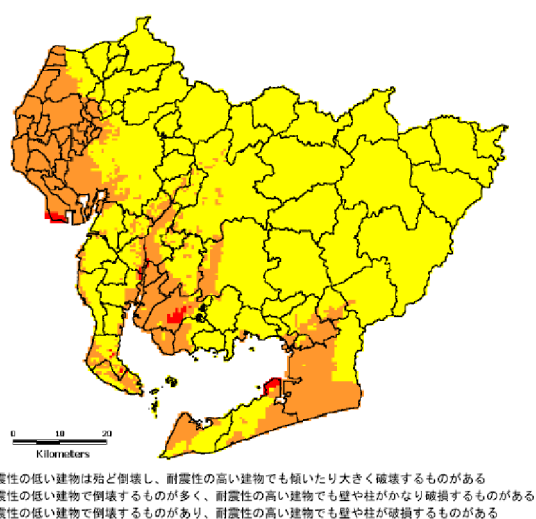 0 10 20
Kilometers
震性の低い建物は殆ど倒壊し、耐震性の高い建物でも傾いたり大きく破壊するものがある
震性の低い建物で倒壊するものが多く、耐震性の高い建物でも壁や柱がかなり破損するものがある
震性の低い建物で倒壊するものがあり、耐震性の高い建物でも壁や柱が破損するものがある